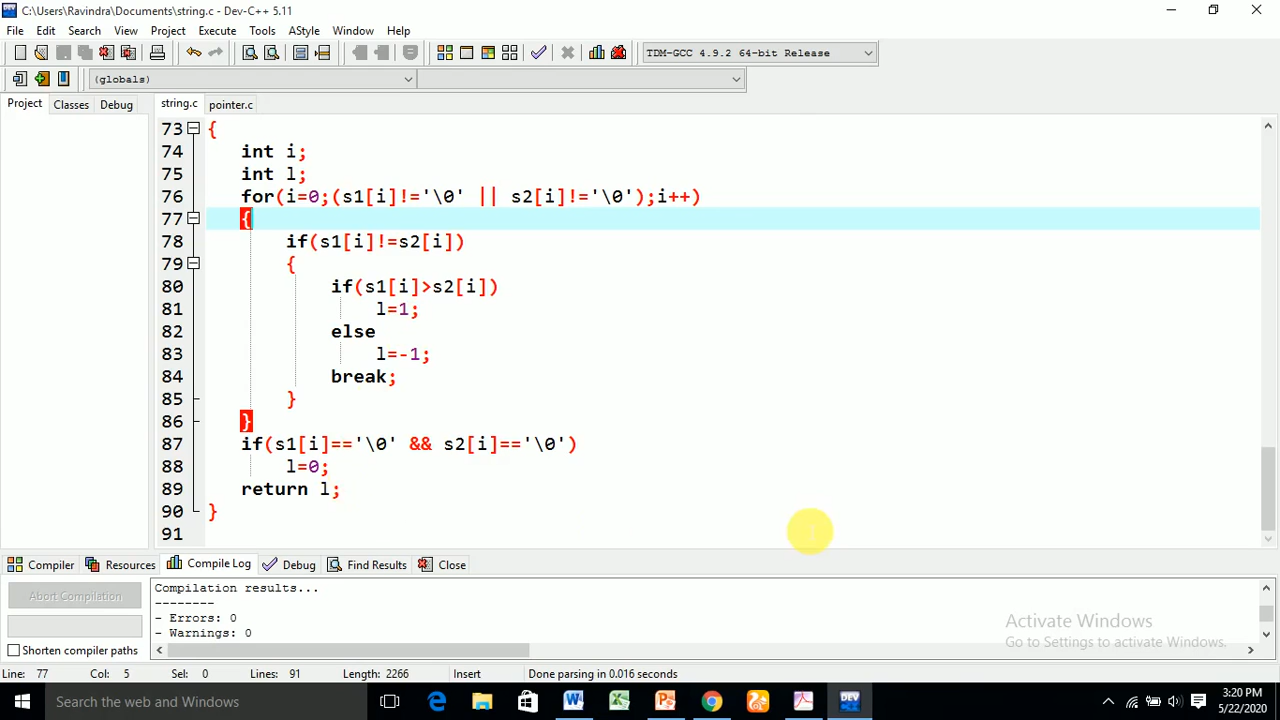 C:\Users\Ravindra\Documents\string.c - Dev-C++ 5.11
File Edit Search View Project Execute Tools AStyle Window Help
TDM-GCC 4.9.2 64-bit Release
(globals)
Project Classes Debug string.c pointer.c
73 {
74 int i;
75 int l;
76 for(i=0;(s1[i]!='\0' || s2[i]!='\0');i++)
77 {
78 if(s1[i]!=s2[i])
79 {
80 if(s1[i]>s2[i])
81 l=1;
82 else
83 l=-1;
84 break;
85 }
86 }
87 if(s1[i]=='\0' && s2[i]=='\0')
88 l=0;
89 return l;
90 }
91
Compiler Resources Compile Log Debug Find Results Close
Abort Compilation
Compilation results...
--------
- Errors: 0
- Warnings: 0
Shorten compiler paths
Activate Windows
Go to Settings to activate Windows.
Line: 77 Col: 5 Sel: 0 Lines: 91 Length: 2266 Insert Done parsing in 0.016 seconds
Search the web and Windows
DEV
3:20 PM
5/22/2020